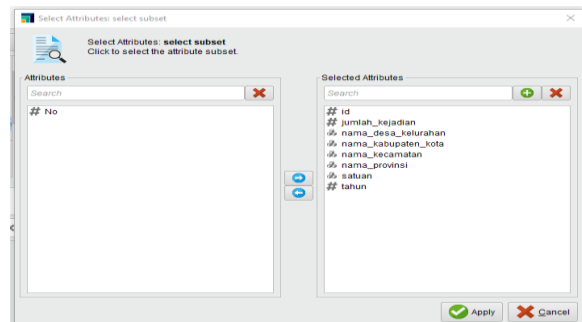 Select Attributes: select subset
Select Attributes: select subset
Click to select the attribute subset.
Attributes
Search
# No
Selected Attributes
Search
# id
# jumlah_kejadian
nama_desa_kelurahan
nama_kabupaten_kota
nama_kecamatan
nama_provinsi
satuan
# tahun
Apply
Cancel